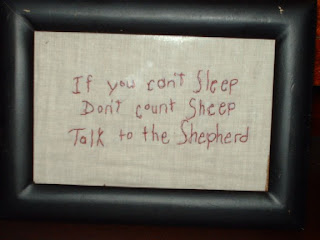 If you can't Sleep
Don't count Sheep
Talk to the Shepherd